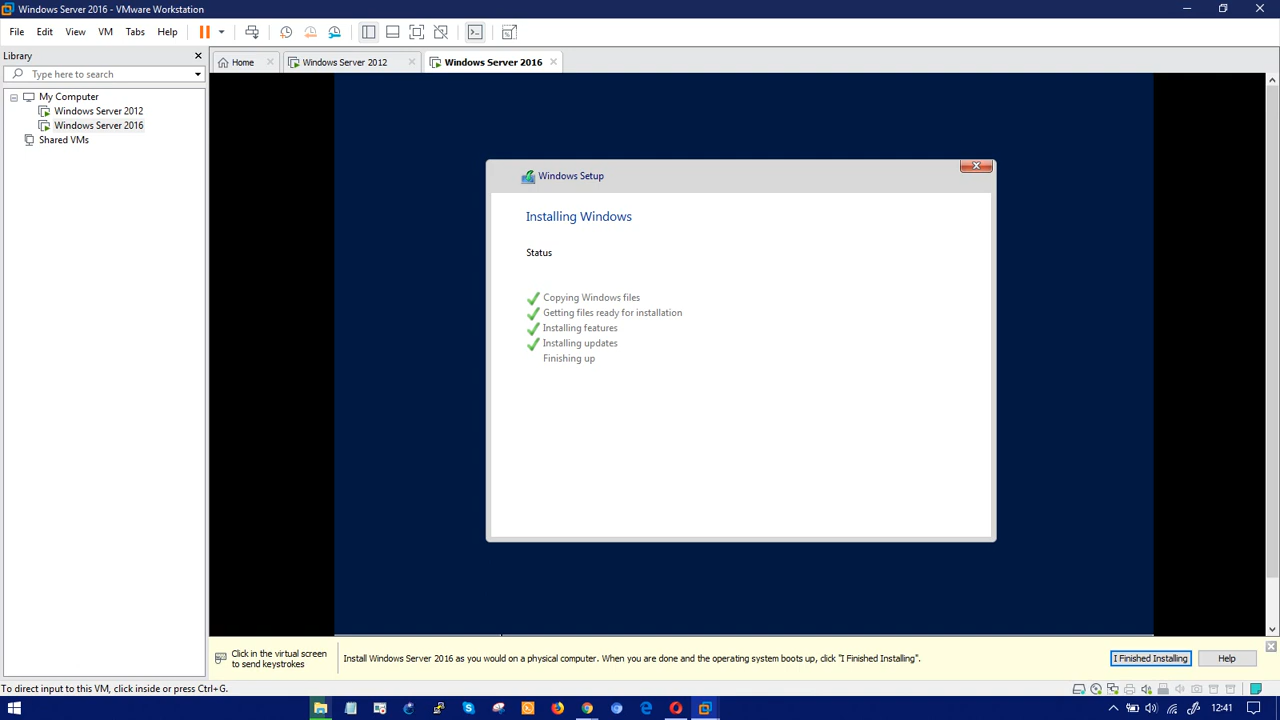 Windows Server 2016 - VMware Workstation
File Edit View VM Tabs Help
Library
Type here to search
My Computer
Windows Server 2012
Windows Server 2016
Shared VMs
Home
Windows Server 2012
Windows Server 2016
Windows Setup
Installing Windows
Status
Copying Windows files
Getting files ready for installation
Installing features
Installing updates
Finishing up
Click in the virtual screen
to send keystrokes
Install Windows Server 2016 as you would on a physical computer. When you are done and the operating system boots up, click "I Finished Installing".
I Finished Installing
Help
To direct input to this VM, click inside or press Ctrl+G.
12:41